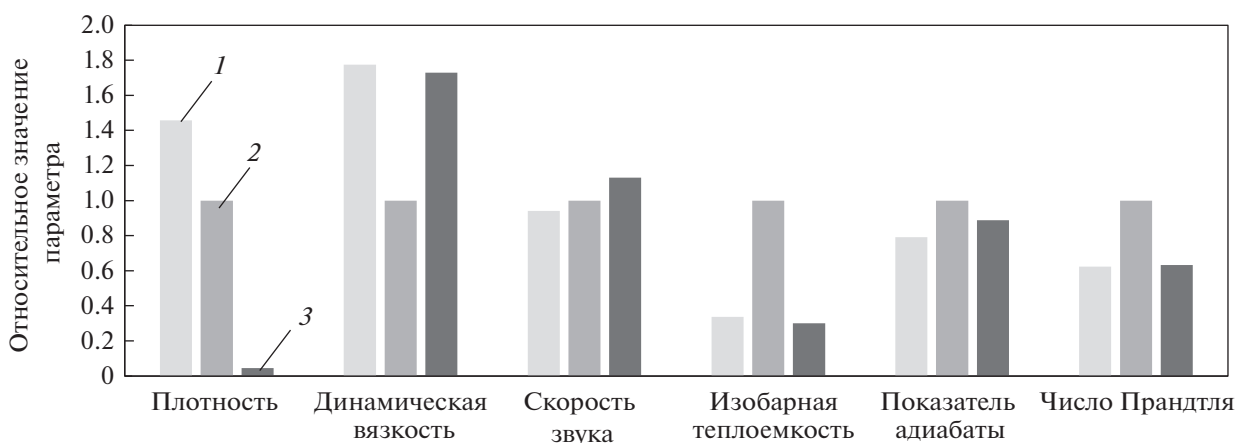 Относительное значение
параметра
2.0
1.8
1.6
1.4
1.2
1.0
0.8
0.6
0.4
0.2
0
1
2
3
Плотность
Динамическая
вязкость
Скорость
звука
Изобарная
теплоемкость
Показатель
адиабаты
Число Прандтля